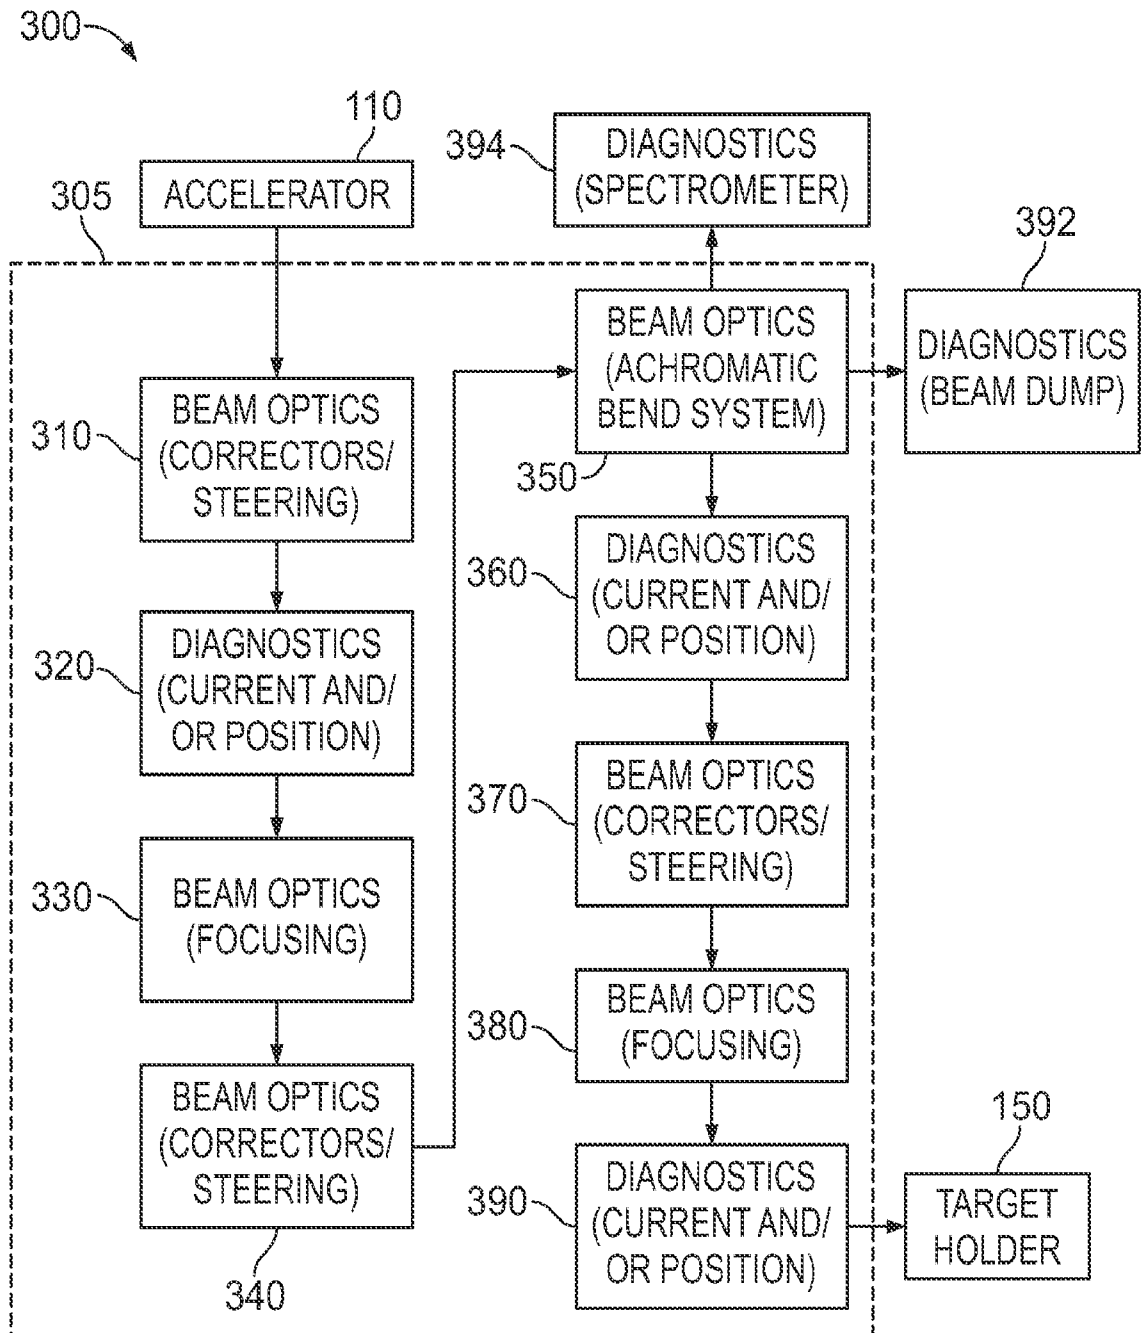 300
110
ACCELERATOR
305
310
BEAM OPTICS
(CORRECTORS/
STEERING)
320
DIAGNOSTICS
(CURRENT AND/
OR POSITION)
330
BEAM OPTICS
(FOCUSING)
BEAM OPTICS
(CORRECTORS/
STEERING)
340
394
DIAGNOSTICS
(SPECTROMETER)
392
DIAGNOSTICS
(BEAM DUMP)
BEAM OPTICS
(ACHROMATIC
BEND SYSTEM)
350
360
DIAGNOSTICS
(CURRENT AND/
OR POSITION)
370
BEAM OPTICS
(CORRECTORS/
STEERING)
380
BEAM OPTICS
(FOCUSING)
390
DIAGNOSTICS
(CURRENT AND/
OR POSITION)
150
TARGET
HOLDER